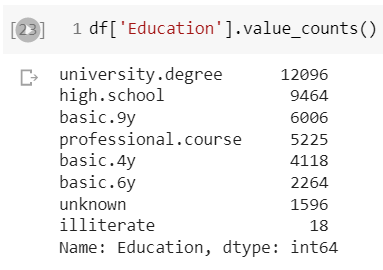 [23] 1 df['Education'].value_counts()
university.degree 12096
high.school 9464
basic.9y 6006
professional.course 5225
basic.4y 4118
basic.6y 2264
unknown 1596
illiterate 18
Name: Education, dtype: int64